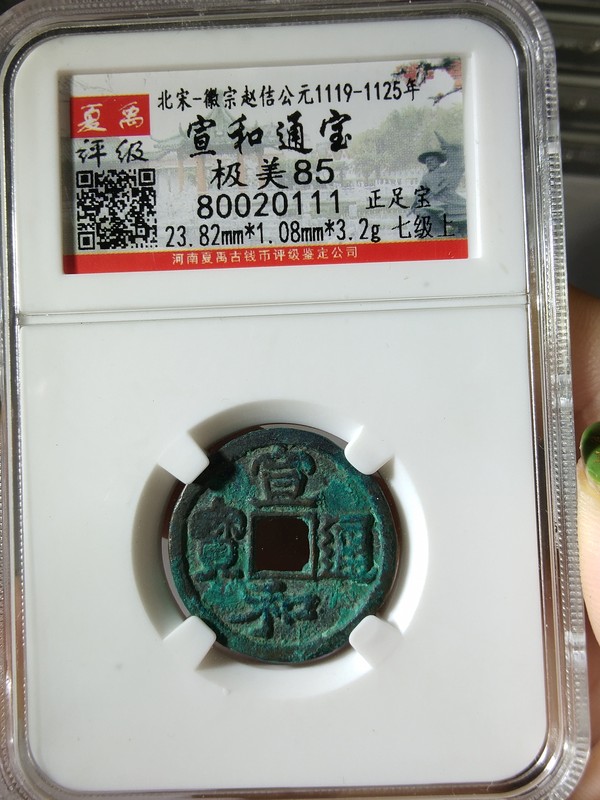 北宋-徽宗赵佶公元1119-1125年
夏禹
评级
宣和通宝
极美85
80020111 正足宝
23.82mm*1.08mm*3.2g 七级上
河南夏禹古钱币评级鉴定公司
宣
寳 通
和